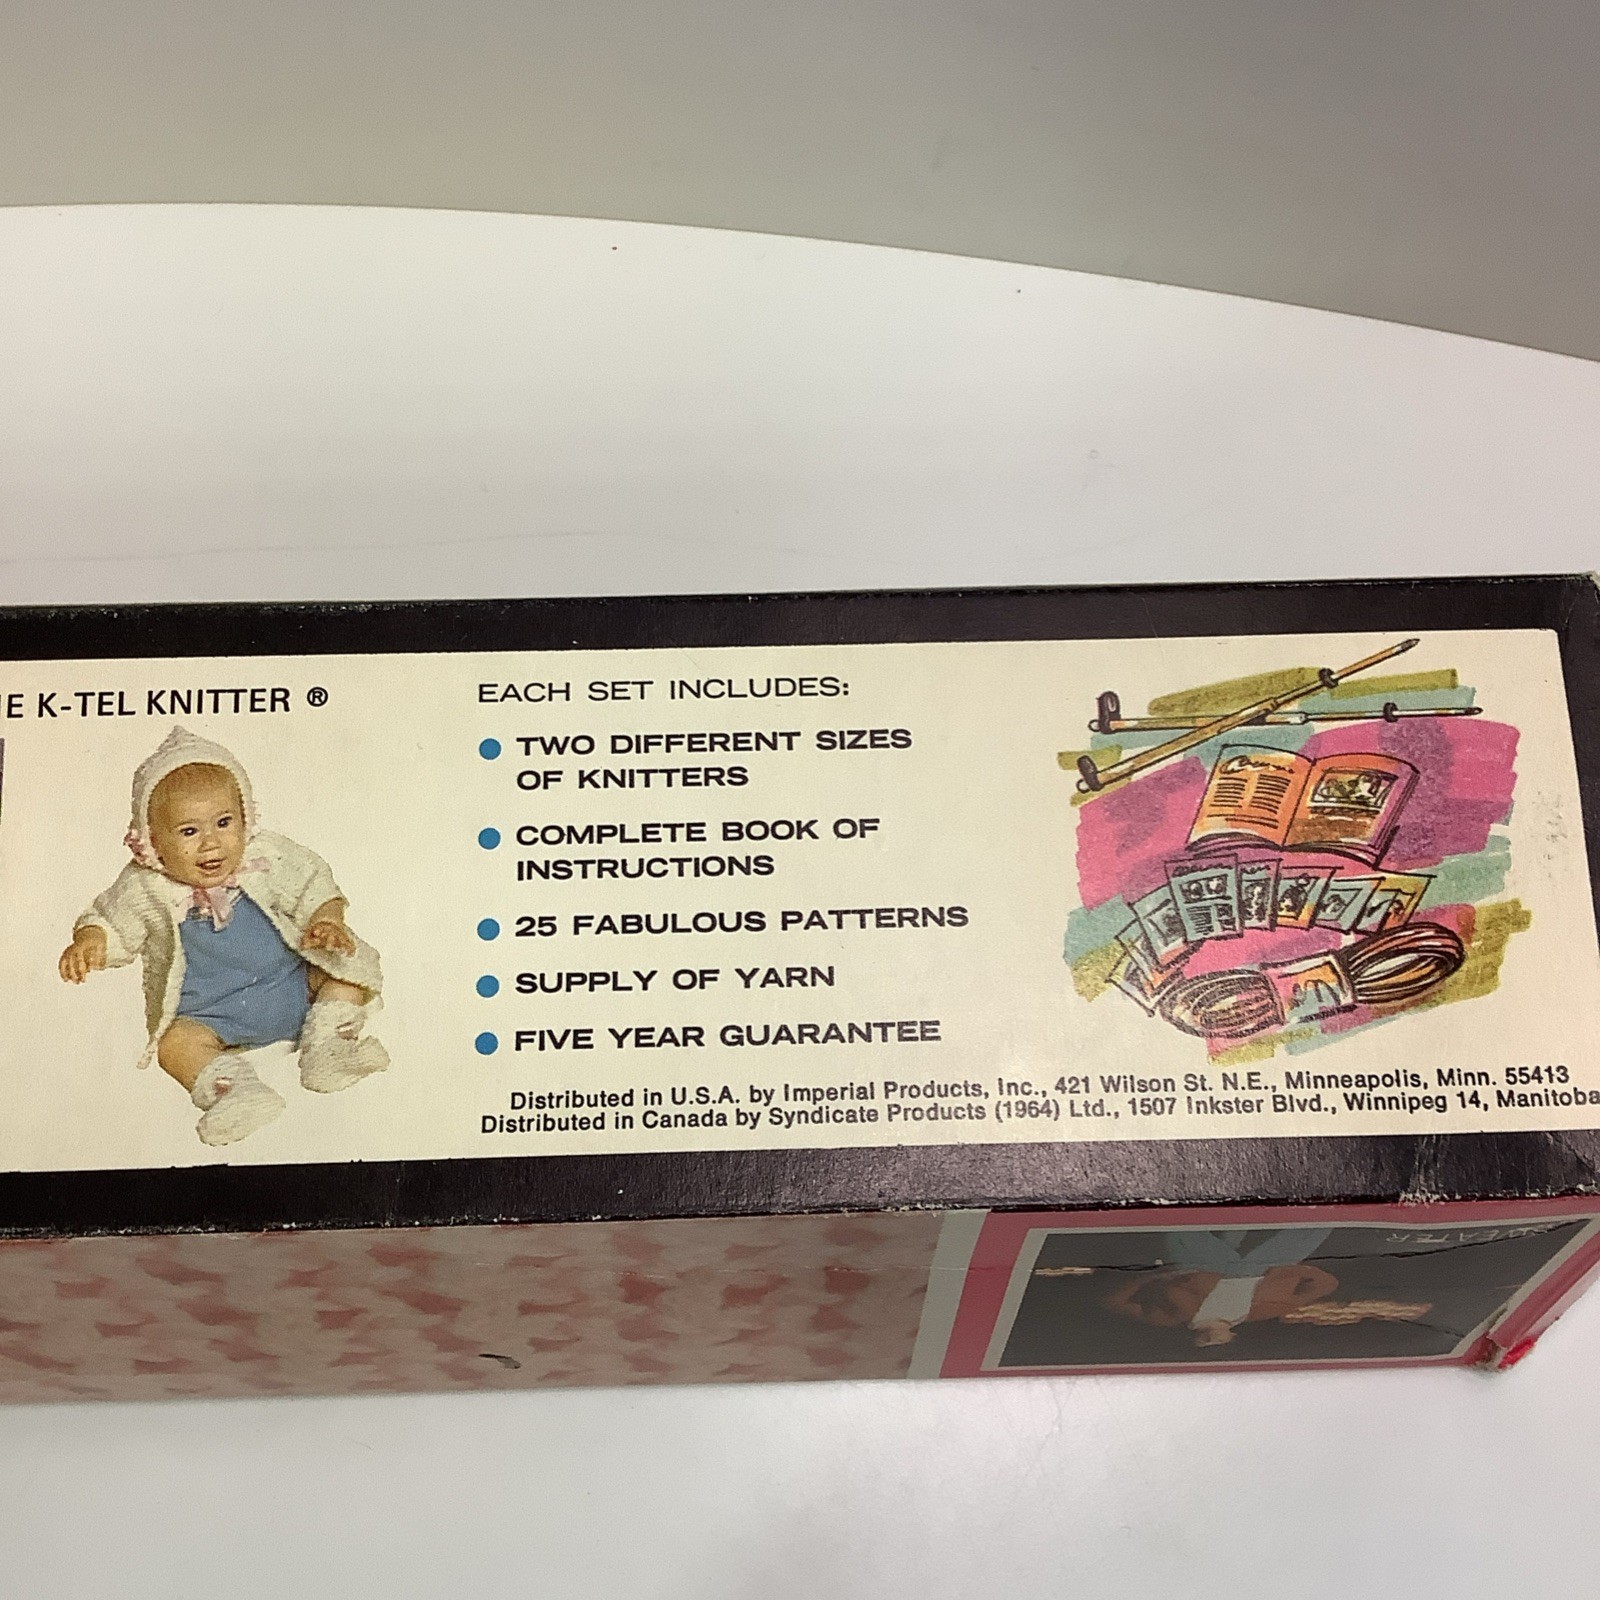 E K-TEL KNITTER ®
EACH SET INCLUDES:
TWO DIFFERENT SIZES
OF KNITTERS
COMPLETE BOOK OF
INSTRUCTIONS
25 FABULOUS PATTERNS
SUPPLY OF YARN
FIVE YEAR GUARANTEE
Distributed in U.S.A. by Imperial Products, Inc., 421 Wilson St. N.E., Minneapolis, Minn. 55413
Distributed in Canada by Syndicate Products (1964) Ltd., 1507 Inkster Blvd., Winnipeg 14, Manitoba
SWEATER